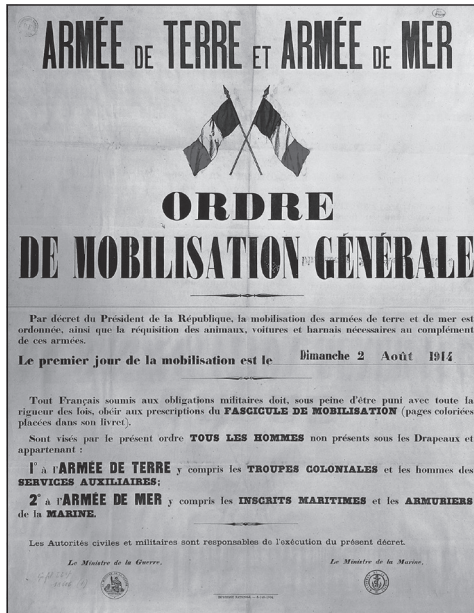 ARMÉE DE TERRE ET ARMÉE DE MER
ORDRE
DE MOBILISATION GÉNÉRALE
Par décret du Président de la République, la mobilisation des armées de terre et de mer est
ordonnée, ainsi que la réquisition des animaux, voitures et harnais nécessaires au complément
de ces armées.
Le premier jour de la mobilisation est le Dimanche 2 Août 1914
Tout Français soumis aux obligations militaires doit, sous peine d'être puni avec toute la
rigueur des lois, obéir aux prescriptions du FASCICULE DE MOBILISATION (pages coloriées
placées dans son livret).
Sont visés par le présent ordre TOUS LES HOMMES non présents sous les Drapeaux et
appartenant :
1° à l'ARMÉE DE TERRE y compris les TROUPES COLONIALES et les hommes des
SERVICES AUXILIAIRES;
2° à l'ARMÉE DE MER y compris les INSCRITS MARITIMES et les ARMURIERS
de la MARINE.
Les Autorités civiles et militaires sont responsables de l'exécution du présent décret.
Le Ministre de la Guerre, Le Ministre de la Marine,